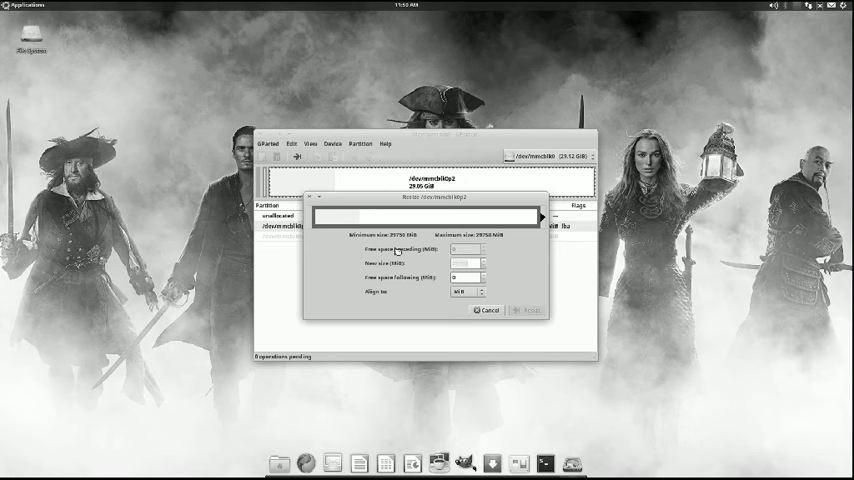 Applications
11:50 AM
File System
GParted Edit View Device Partition Help
/dev/mmcblk0 (29.12 GiB)
/dev/mmcblk0p2
29.05 GiB
Resize /dev/mmcblk0p2
Partition
Flags
unallocated
/dev/mmcblk0p
lba
Minimum size: 29750 MiB Maximum size: 29750 MiB
Free space preceding (MiB): 0
New size (MiB):
Free space following (MiB): 0
Align to: MiB
Cancel
0 operations pending